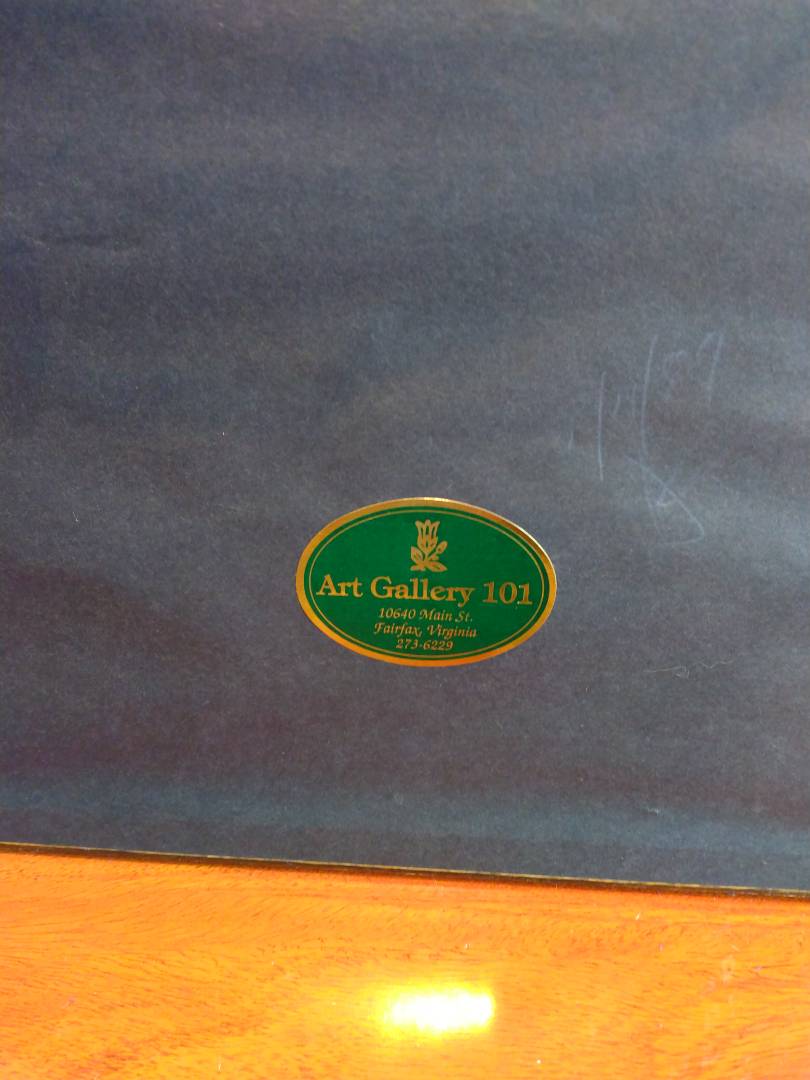 Art Gallery 101
10640 Main St.
Fairfax, Virginia
273-6229